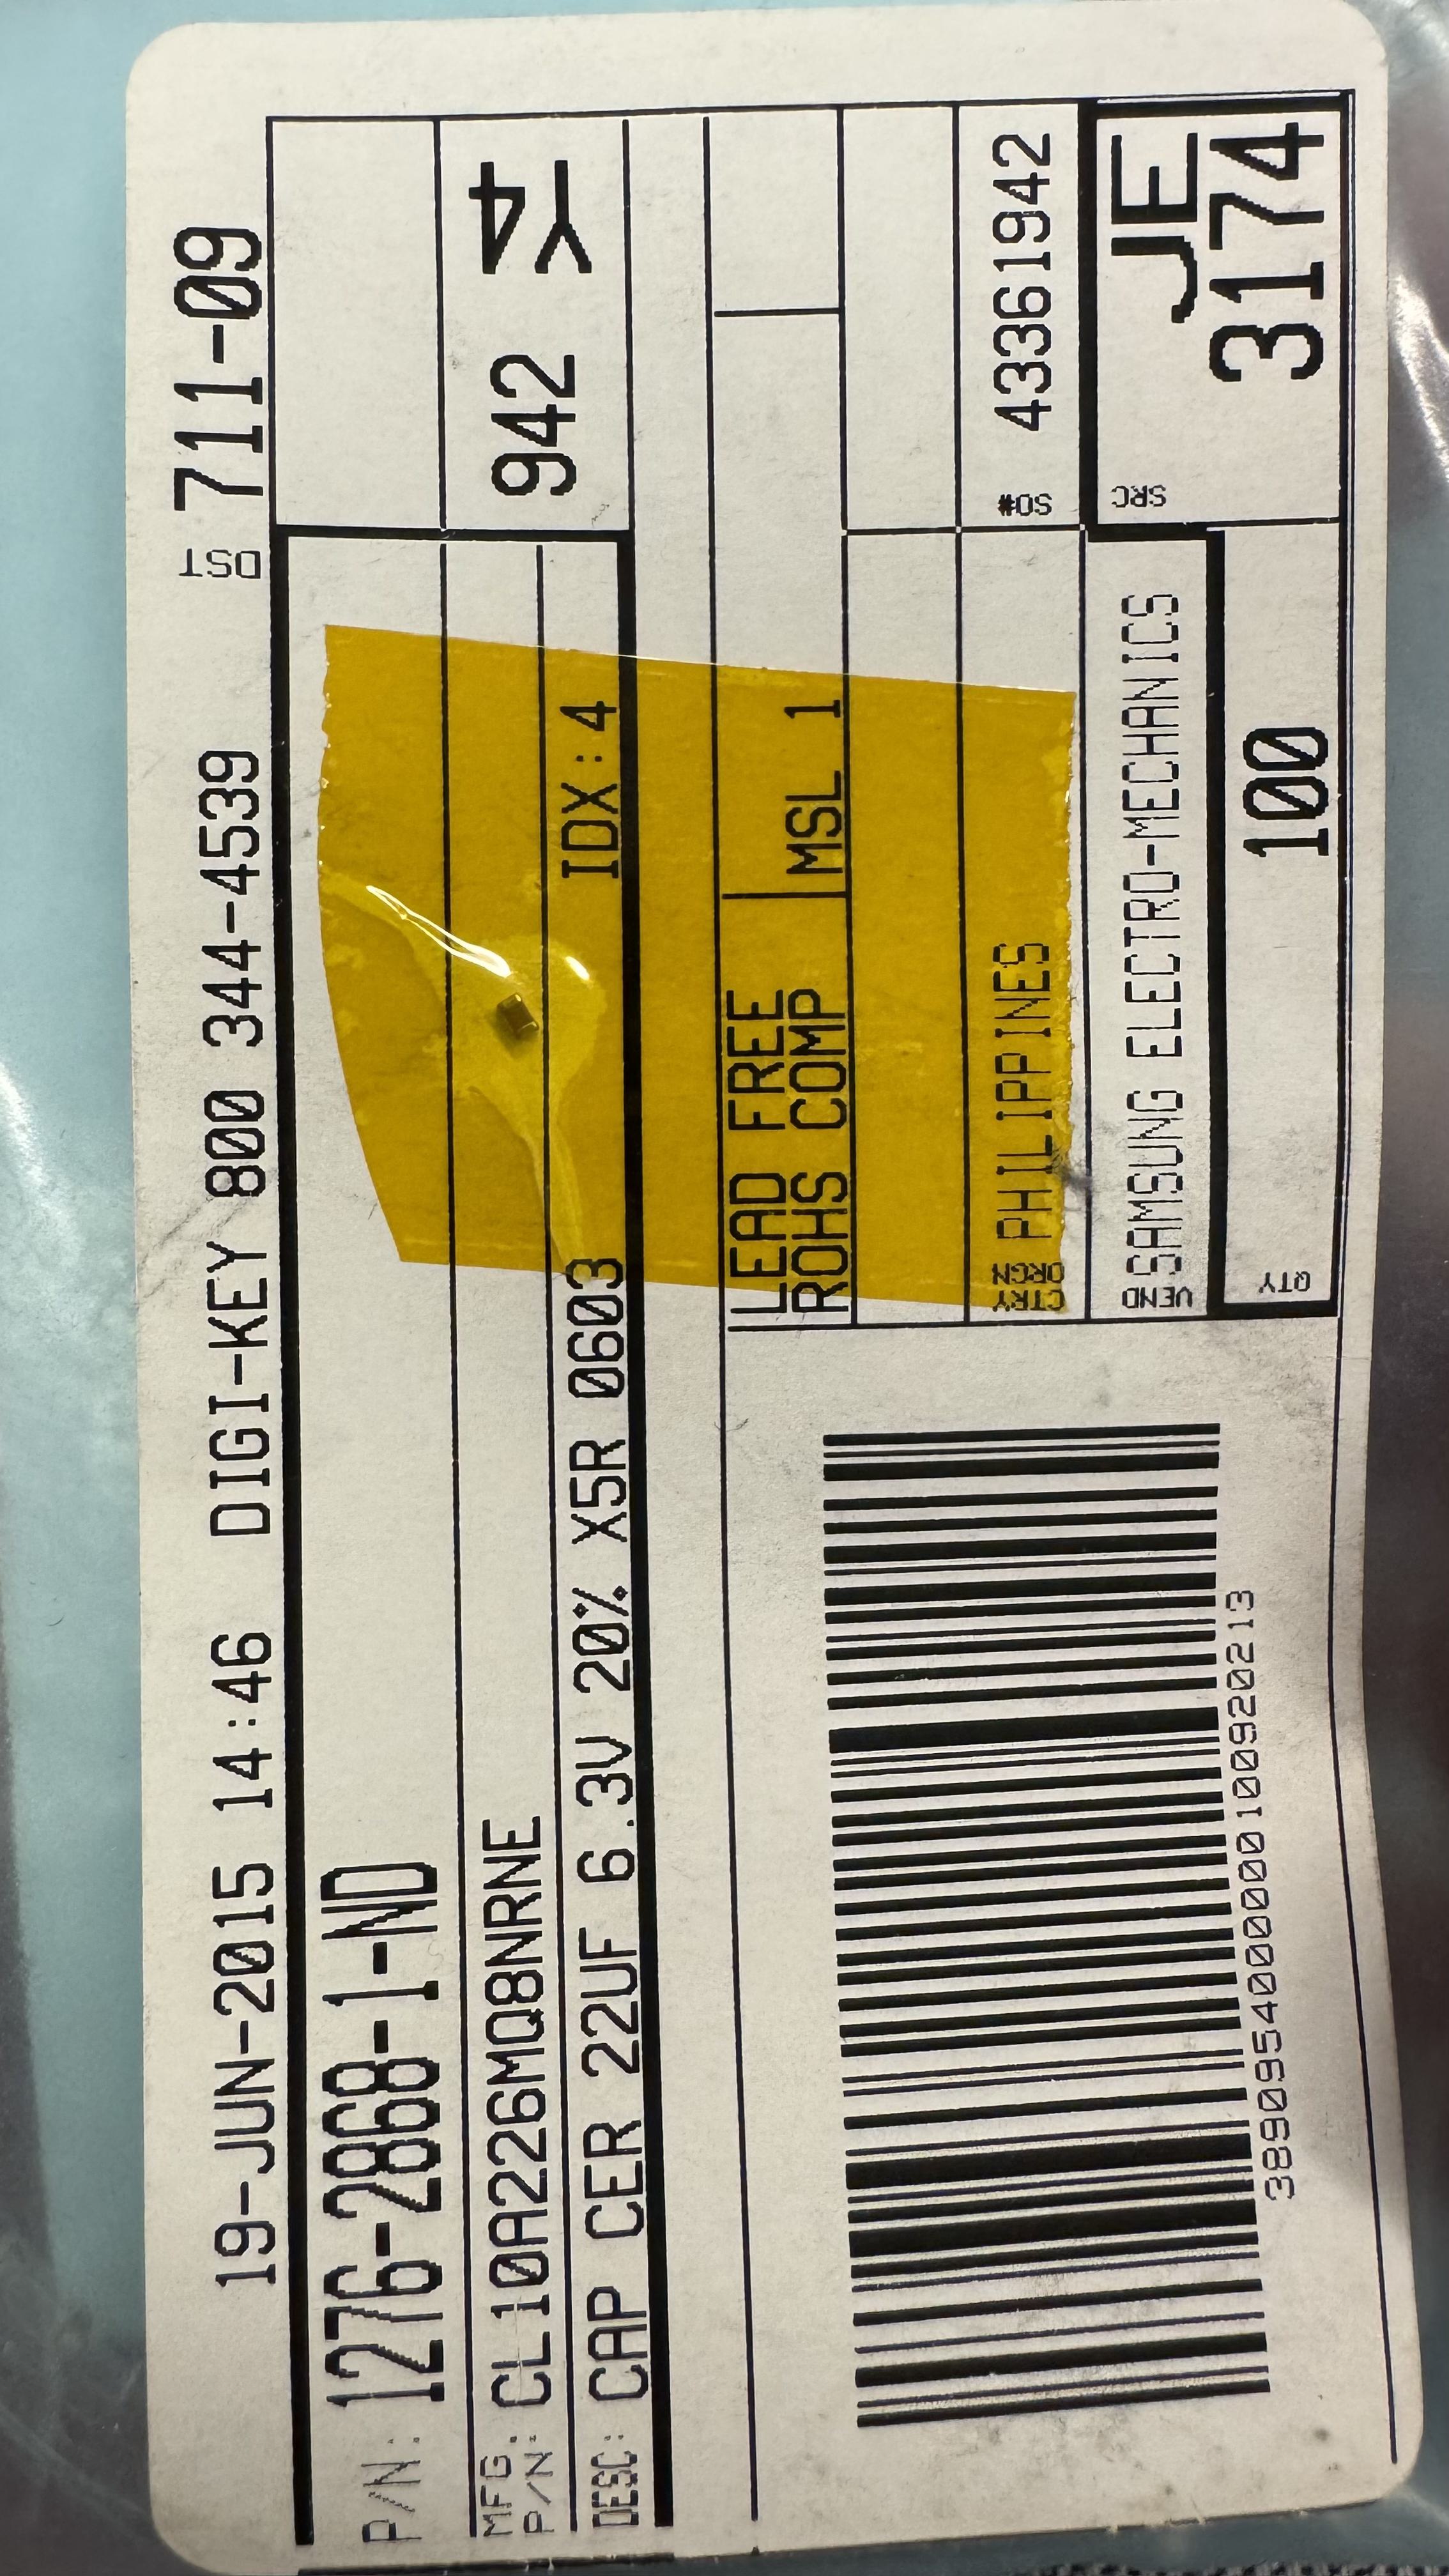 19-JUN-2015 14:46 DIGI-KEY 800 344-4539 DST 711-09
P/N: 1276-2868-1-ND
MFG. P/N: CL10A226MQ8NRNE
942 Y4
DESC: CAP CER 22UF 6.3V 20% X5R 0603 IDX:4
LEAD FREE
ROHS COMP MSL 1
CTRY ORGN PHILIPPINES SO# 43361942
VEND SAMSUNG ELECTRO-MECHANICS
SRC JE 3174
QTY 100
3890954000000100920213